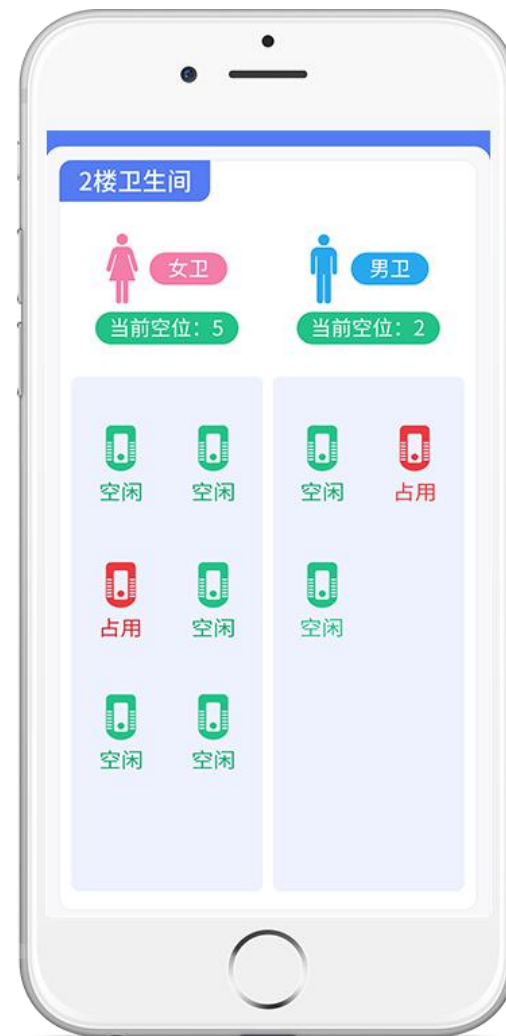 2楼卫生间
女卫 男卫
当前空位：5 当前空位：2
空闲 空闲 空闲 占用
占用 空闲 空闲
空闲 空闲